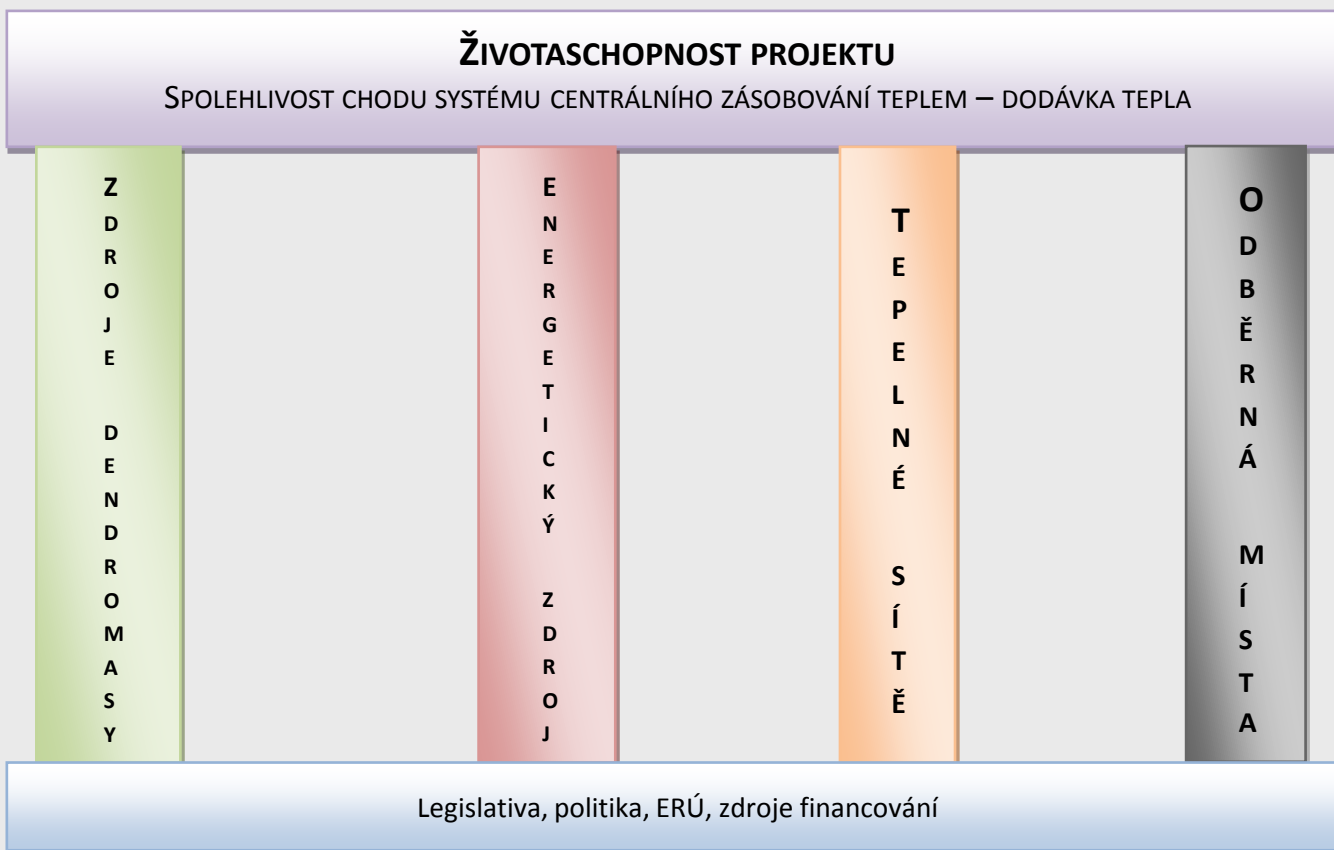 ŽIVOTASCHOPNOST PROJEKTU
SPOLEHLIVOST CHODU SYSTÉMU CENTRÁLNÍHO ZÁSOBOVÁNÍ TEPLEM – DODÁVKA TEPLA
ZDROJE DENDROMASY
ENERGETICKÝ ZDROJ
TEPELNÉ SÍTĚ
ODBĚRNÁ MÍSTA
Legislativa, politika, ERÚ, zdroje financování